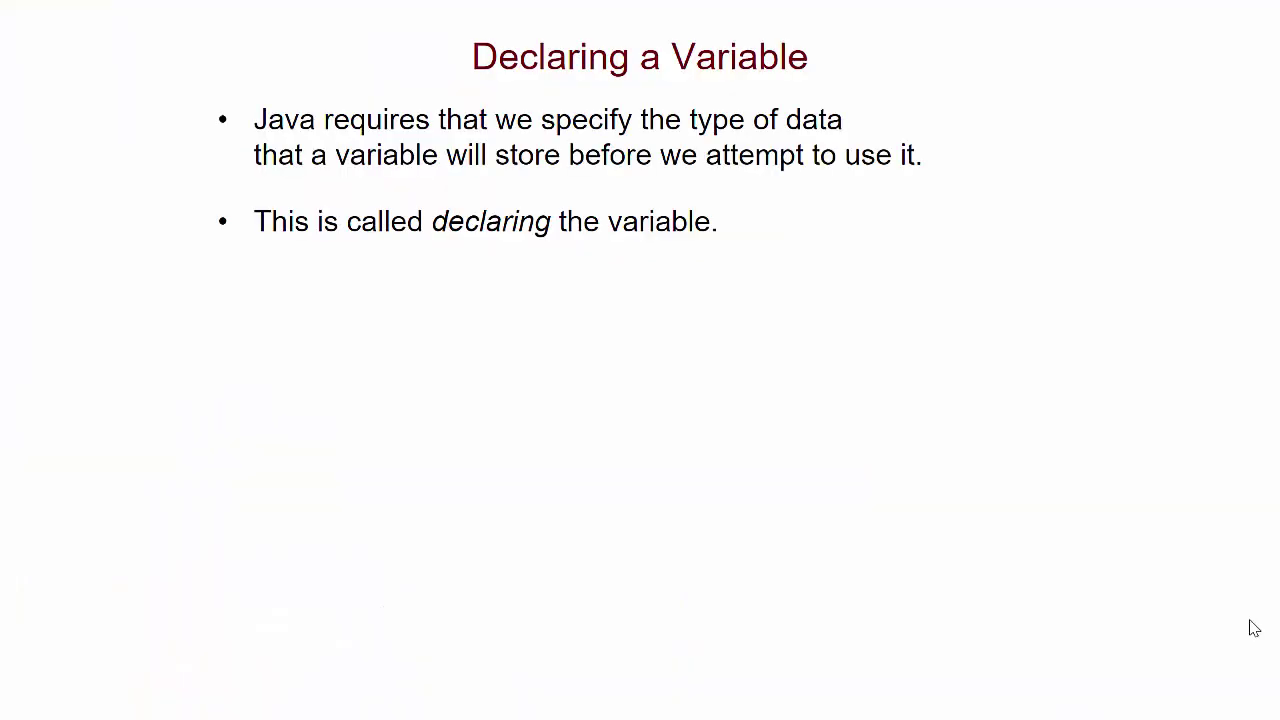 Declaring a Variable
• Java requires that we specify the type of data
that a variable will store before we attempt to use it.
• This is called declaring the variable.